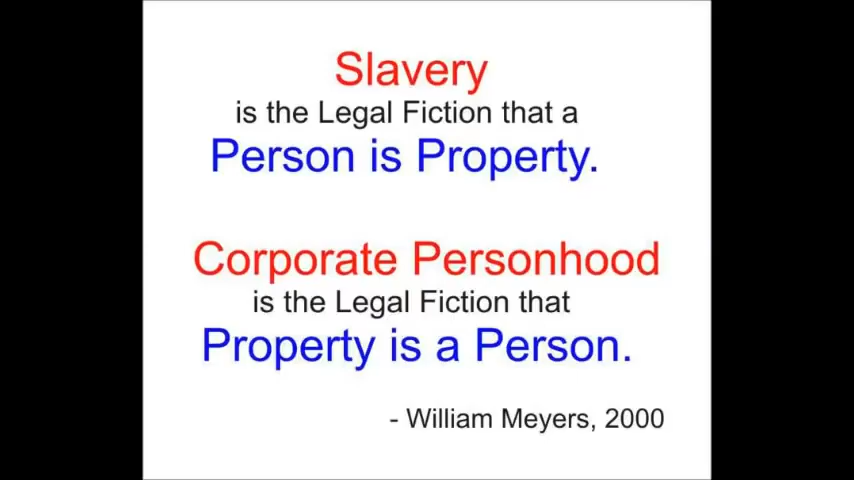 Slavery
is the Legal Fiction that a
Person is Property.
Corporate Personhood
is the Legal Fiction that
Property is a Person.
- William Meyers, 2000